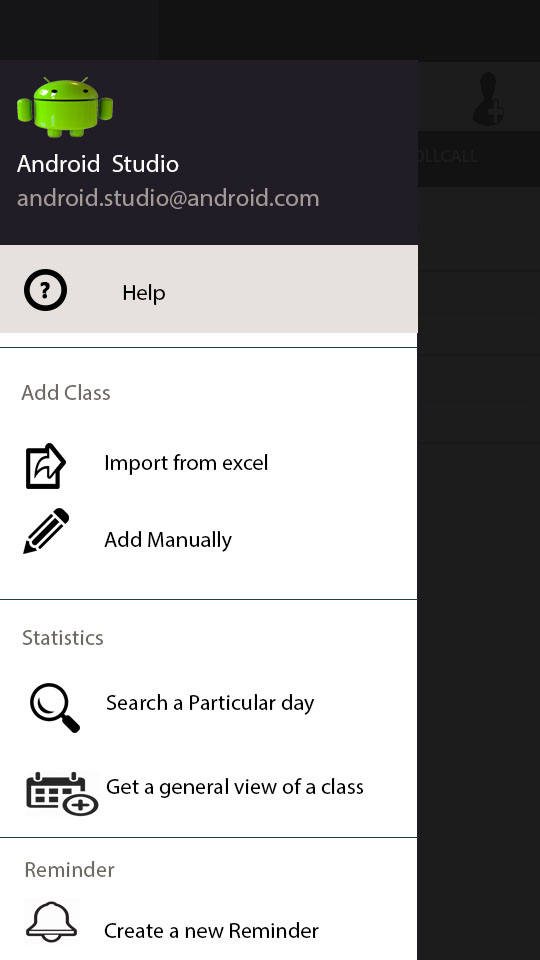 Android Studio
android.studio@android.com
Help
Add Class
Import from excel
Add Manually
Statistics
Search a Particular day
Get a general view of a class
Reminder
Create a new Reminder